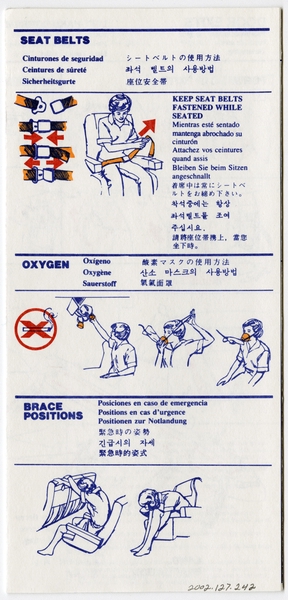 SEAT BELTS
Cinturones de seguridad
Ceintures de sûreté
Sicherheitsgurte
シートベルトの使用方法
좌석 벨트의 사용방법
座位安全帶
KEEP SEAT BELTS
FASTENED WHILE
SEATED
Mientras esté sentado
mantenga abrochado su
cinturón
Attachez vos ceintures
quand assis
Bleiben Sie beim Sitzen
angeschnallt
着席中は常にシートベ
ルトをお締め下さい。
착석중에는 항상
좌석벨트를 조여
주십시요.
請將座位帶携上，當您
坐下時。
OXYGEN
Oxígeno
Oxygène
Sauerstoff
酸素マスクの使用方法
산소 마스크의 사용방법
氧氣面罩
BRACE
POSITIONS
Posiciones en caso de emergencia
Positions en cas d'urgence
Positionen zur Notlandung
緊急時の姿勢
긴급시의 자세
緊急時的姿式
2002.127.242